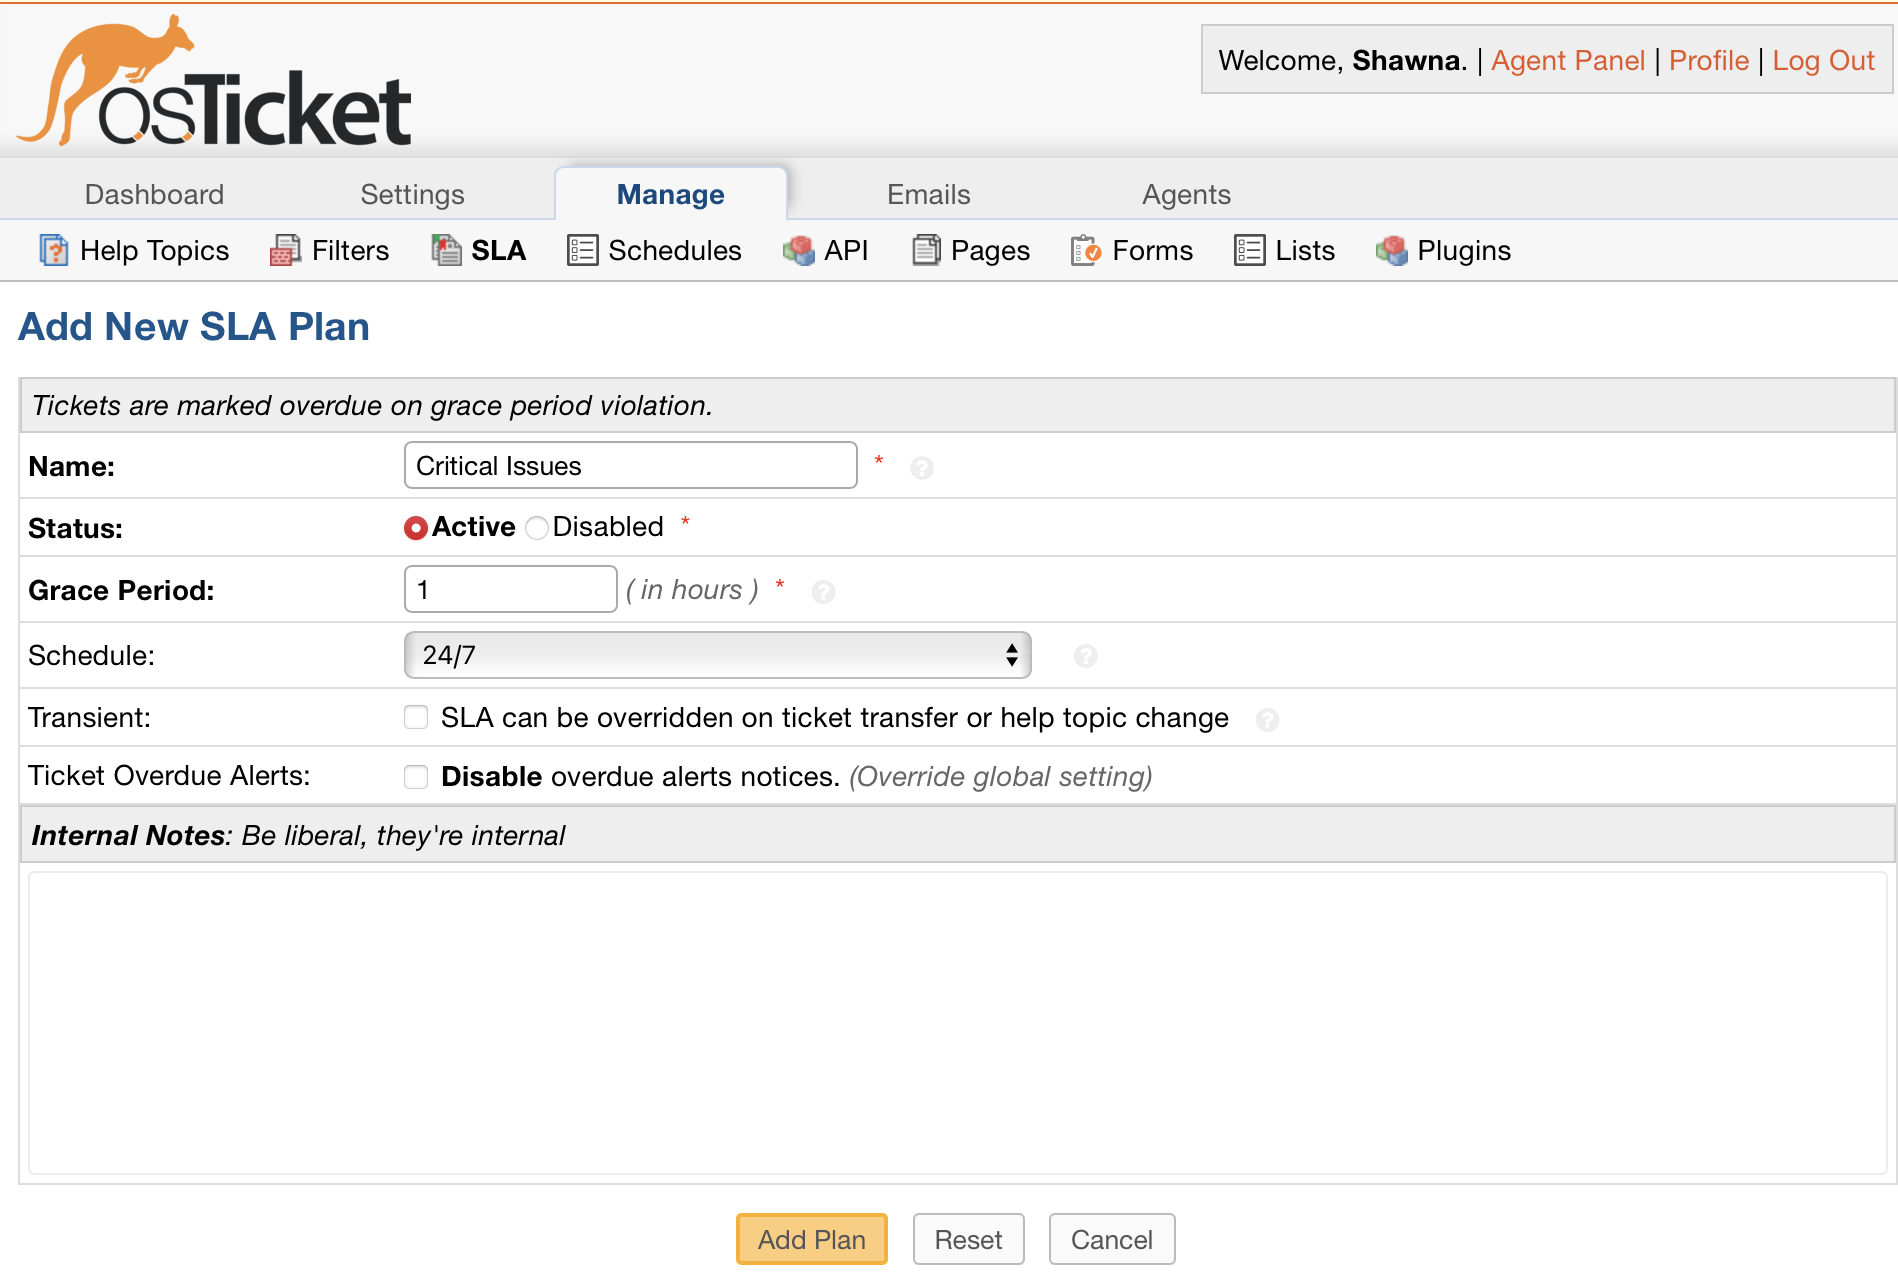 osTicket
Welcome, Shawna. | Agent Panel | Profile | Log Out
Dashboard Settings Manage Emails Agents
Help Topics Filters SLA Schedules API Pages Forms Lists Plugins
Add New SLA Plan
Tickets are marked overdue on grace period violation.
Name: Critical Issues * ?
Status: Active Disabled *
Grace Period: 1 ( in hours ) * ?
Schedule: 24/7 ?
Transient: SLA can be overridden on ticket transfer or help topic change ?
Ticket Overdue Alerts: Disable overdue alerts notices. (Override global setting)
Internal Notes: Be liberal, they're internal
Add Plan Reset Cancel